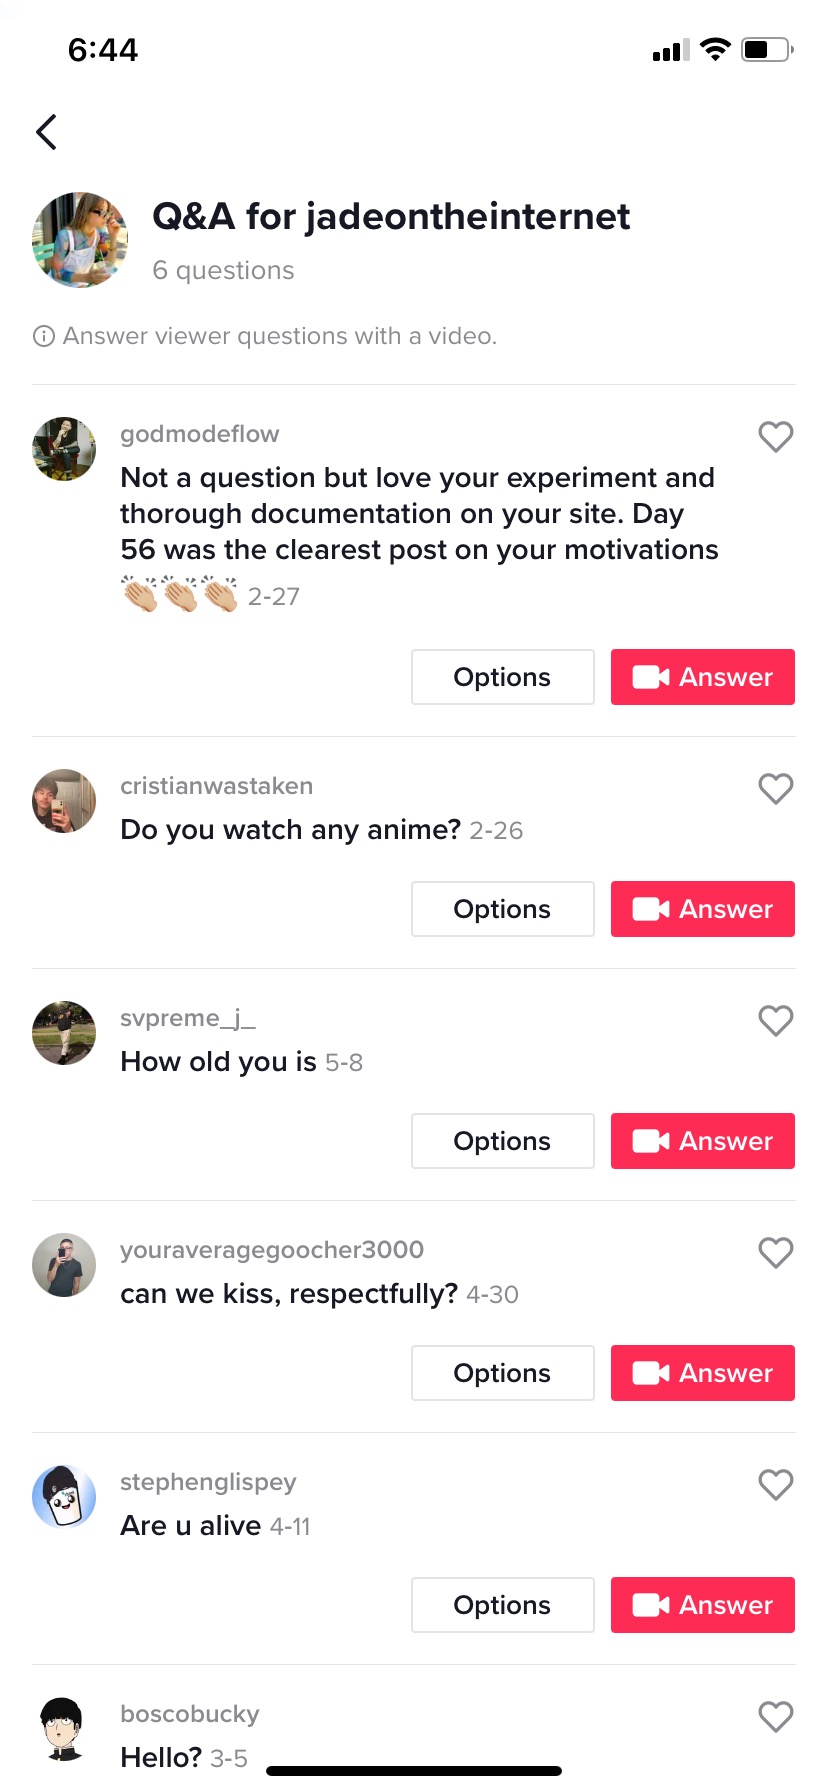 6:44
Q&A for jadeontheinternet
6 questions
Answer viewer questions with a video.
godmodeflow
Not a question but love your experiment and
thorough documentation on your site. Day
56 was the clearest post on your motivations
👏🏼👏🏼👏🏼 2-27
Options Answer
cristianwastaken
Do you watch any anime? 2-26
Options Answer
svpreme_j_
How old you is 5-8
Options Answer
youraveragegoocher3000
can we kiss, respectfully? 4-30
Options Answer
stephenglispey
Are u alive 4-11
Options Answer
boscobucky
Hello? 3-5